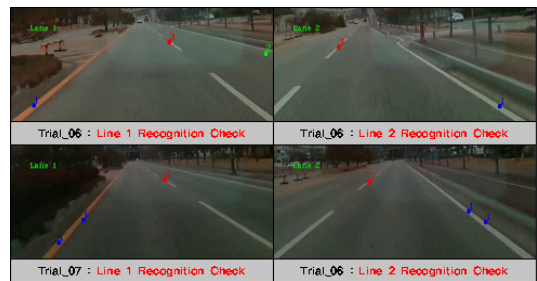 Lane 1
Lane 2
Trial_06 : Line 1 Recognition Check
Trial_06 : Line 2 Recognition Check
Lane 1
Lane 2
Trial_07 : Line 1 Recognition Check
Trial_06 : Line 2 Recognition Check